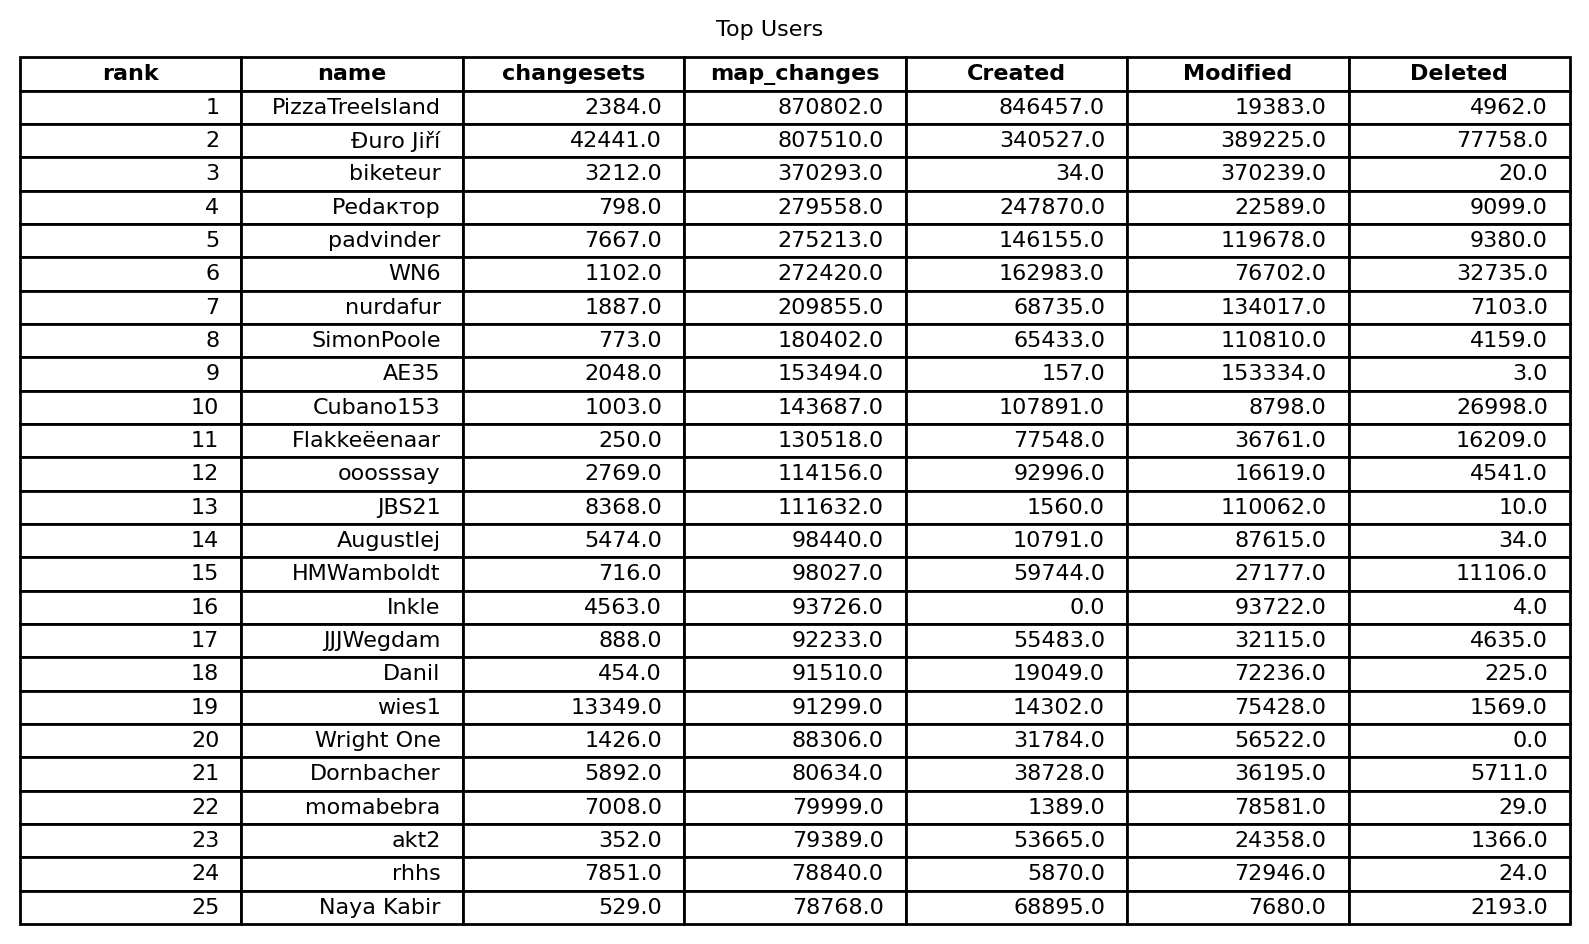 Top Users
rank name changesets map_changes Created Modified Deleted
1 PizzaTreeIsland 2384.0 870802.0 846457.0 19383.0 4962.0
2 Đuro Jiří 42441.0 807510.0 340527.0 389225.0 77758.0
3 biketeur 3212.0 370293.0 34.0 370239.0 20.0
4 Редактор 798.0 279558.0 247870.0 22589.0 9099.0
5 padvinder 7667.0 275213.0 146155.0 119678.0 9380.0
6 WN6 1102.0 272420.0 162983.0 76702.0 32735.0
7 nurdafur 1887.0 209855.0 68735.0 134017.0 7103.0
8 SimonPoole 773.0 180402.0 65433.0 110810.0 4159.0
9 AE35 2048.0 153494.0 157.0 153334.0 3.0
10 Cubano153 1003.0 143687.0 107891.0 8798.0 26998.0
11 Flakkeëenaar 250.0 130518.0 77548.0 36761.0 16209.0
12 ooosssay 2769.0 114156.0 92996.0 16619.0 4541.0
13 JBS21 8368.0 111632.0 1560.0 110062.0 10.0
14 Augustlej 5474.0 98440.0 10791.0 87615.0 34.0
15 HMWamboldt 716.0 98027.0 59744.0 27177.0 11106.0
16 Inkle 4563.0 93726.0 0.0 93722.0 4.0
17 JJJWegdam 888.0 92233.0 55483.0 32115.0 4635.0
18 Danil 454.0 91510.0 19049.0 72236.0 225.0
19 wies1 13349.0 91299.0 14302.0 75428.0 1569.0
20 Wright One 1426.0 88306.0 31784.0 56522.0 0.0
21 Dornbacher 5892.0 80634.0 38728.0 36195.0 5711.0
22 momabebra 7008.0 79999.0 1389.0 78581.0 29.0
23 akt2 352.0 79389.0 53665.0 24358.0 1366.0
24 rhhs 7851.0 78840.0 5870.0 72946.0 24.0
25 Naya Kabir 529.0 78768.0 68895.0 7680.0 2193.0